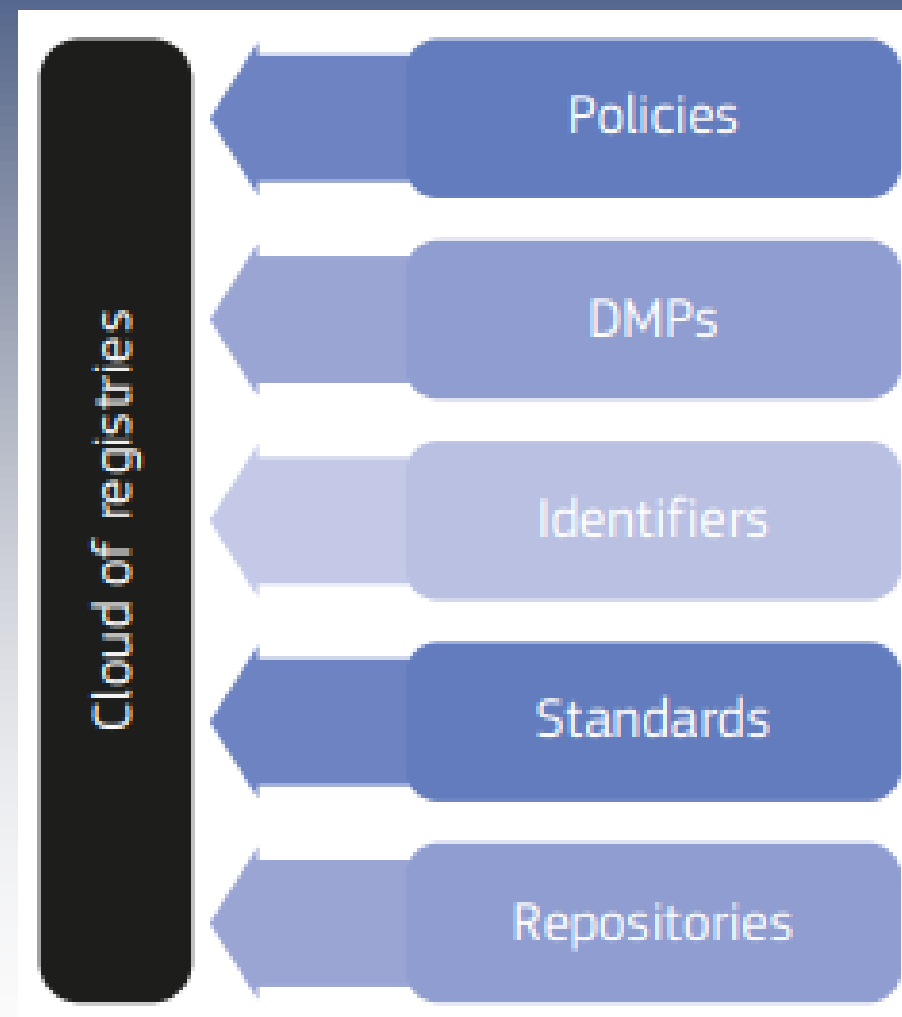 Cloud of registries
Policies
DMPs
Identifiers
Standards
Repositories